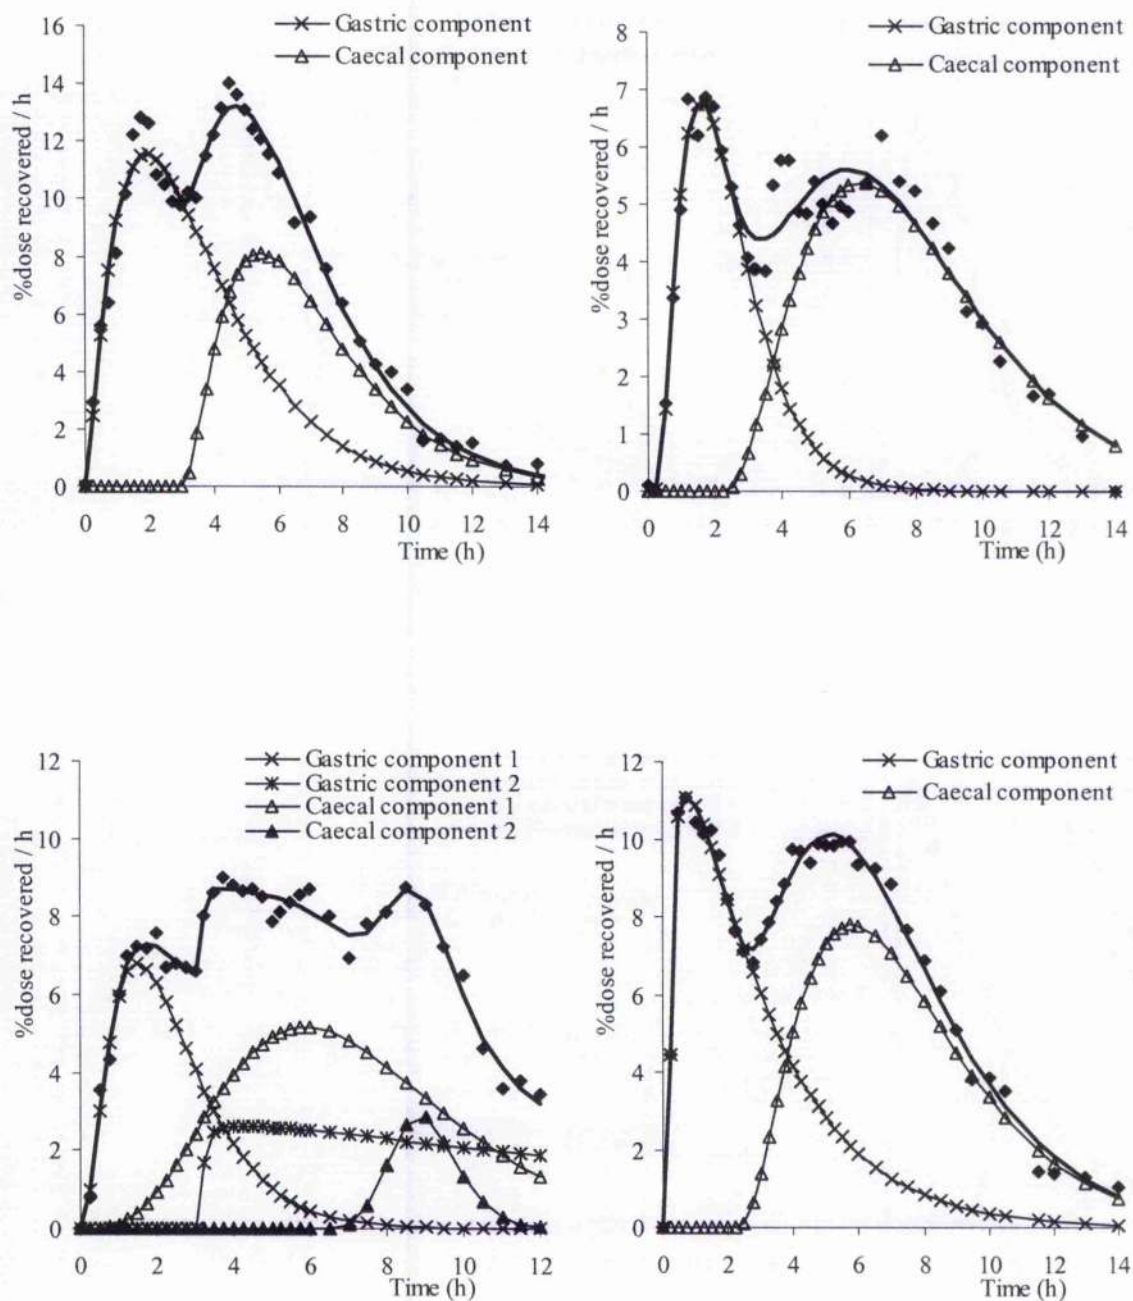 Gastric component
Caecal component
%dose recovered / h
16
14
12
10
8
6
4
2
0
0 2 4 6 8 10 12 14
Time (h)
Gastric component
Caecal component
%dose recovered / h
8
7
6
5
4
3
2
1
0
0 2 4 6 8 10 12 14
Time (h)
Gastric component 1
Gastric component 2
Caecal component 1
Caecal component 2
%dose recovered / h
12
10
8
6
4
2
0
0 2 4 6 8 10 12
Time (h)
Gastric component
Caecal component
%dose recovered / h
12
10
8
6
4
2
0
0 2 4 6 8 10 12 14
Time (h)